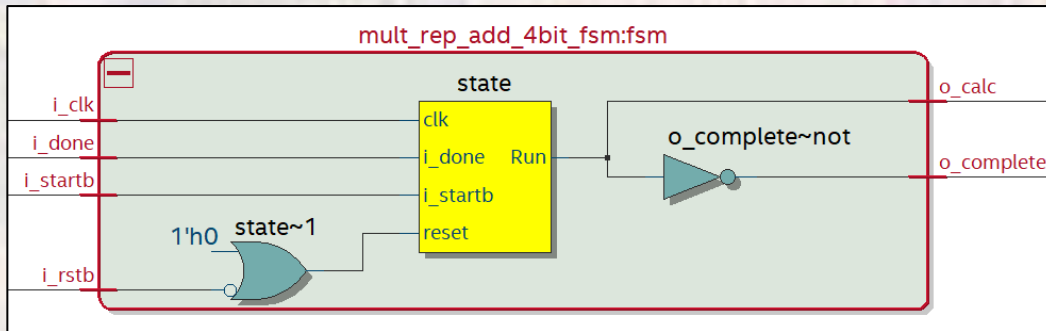 mult_rep_add_4bit_fsm:fsm
state
i_clk
clk
o_calc
i_done
i_done
Run
o_complete~not
i_startb
i_startb
o_complete
1'h0
state~1
reset
i_rstb